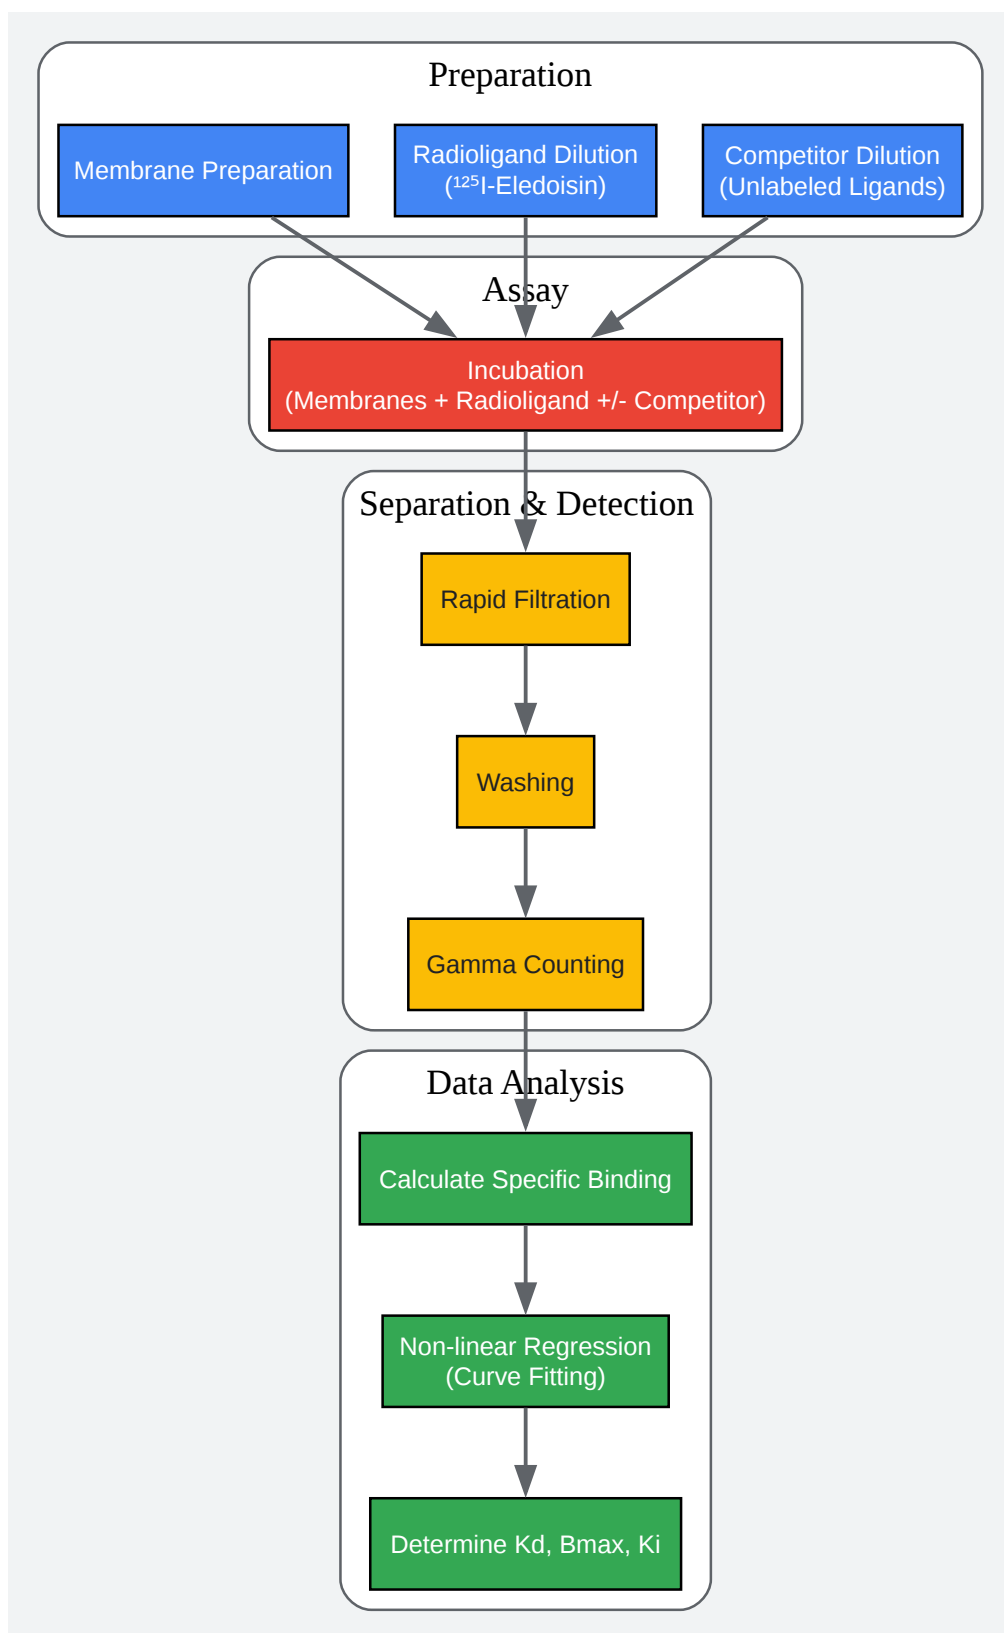 Preparation
Membrane Preparation
Radioligand Dilution
(¹²⁵I-Eledoisin)
Competitor Dilution
(Unlabeled Ligands)
Assay
Incubation
(Membranes + Radioligand +/- Competitor)
Separation & Detection
Rapid Filtration
Washing
Gamma Counting
Data Analysis
Calculate Specific Binding
Non-linear Regression
(Curve Fitting)
Determine Kd, Bmax, Ki